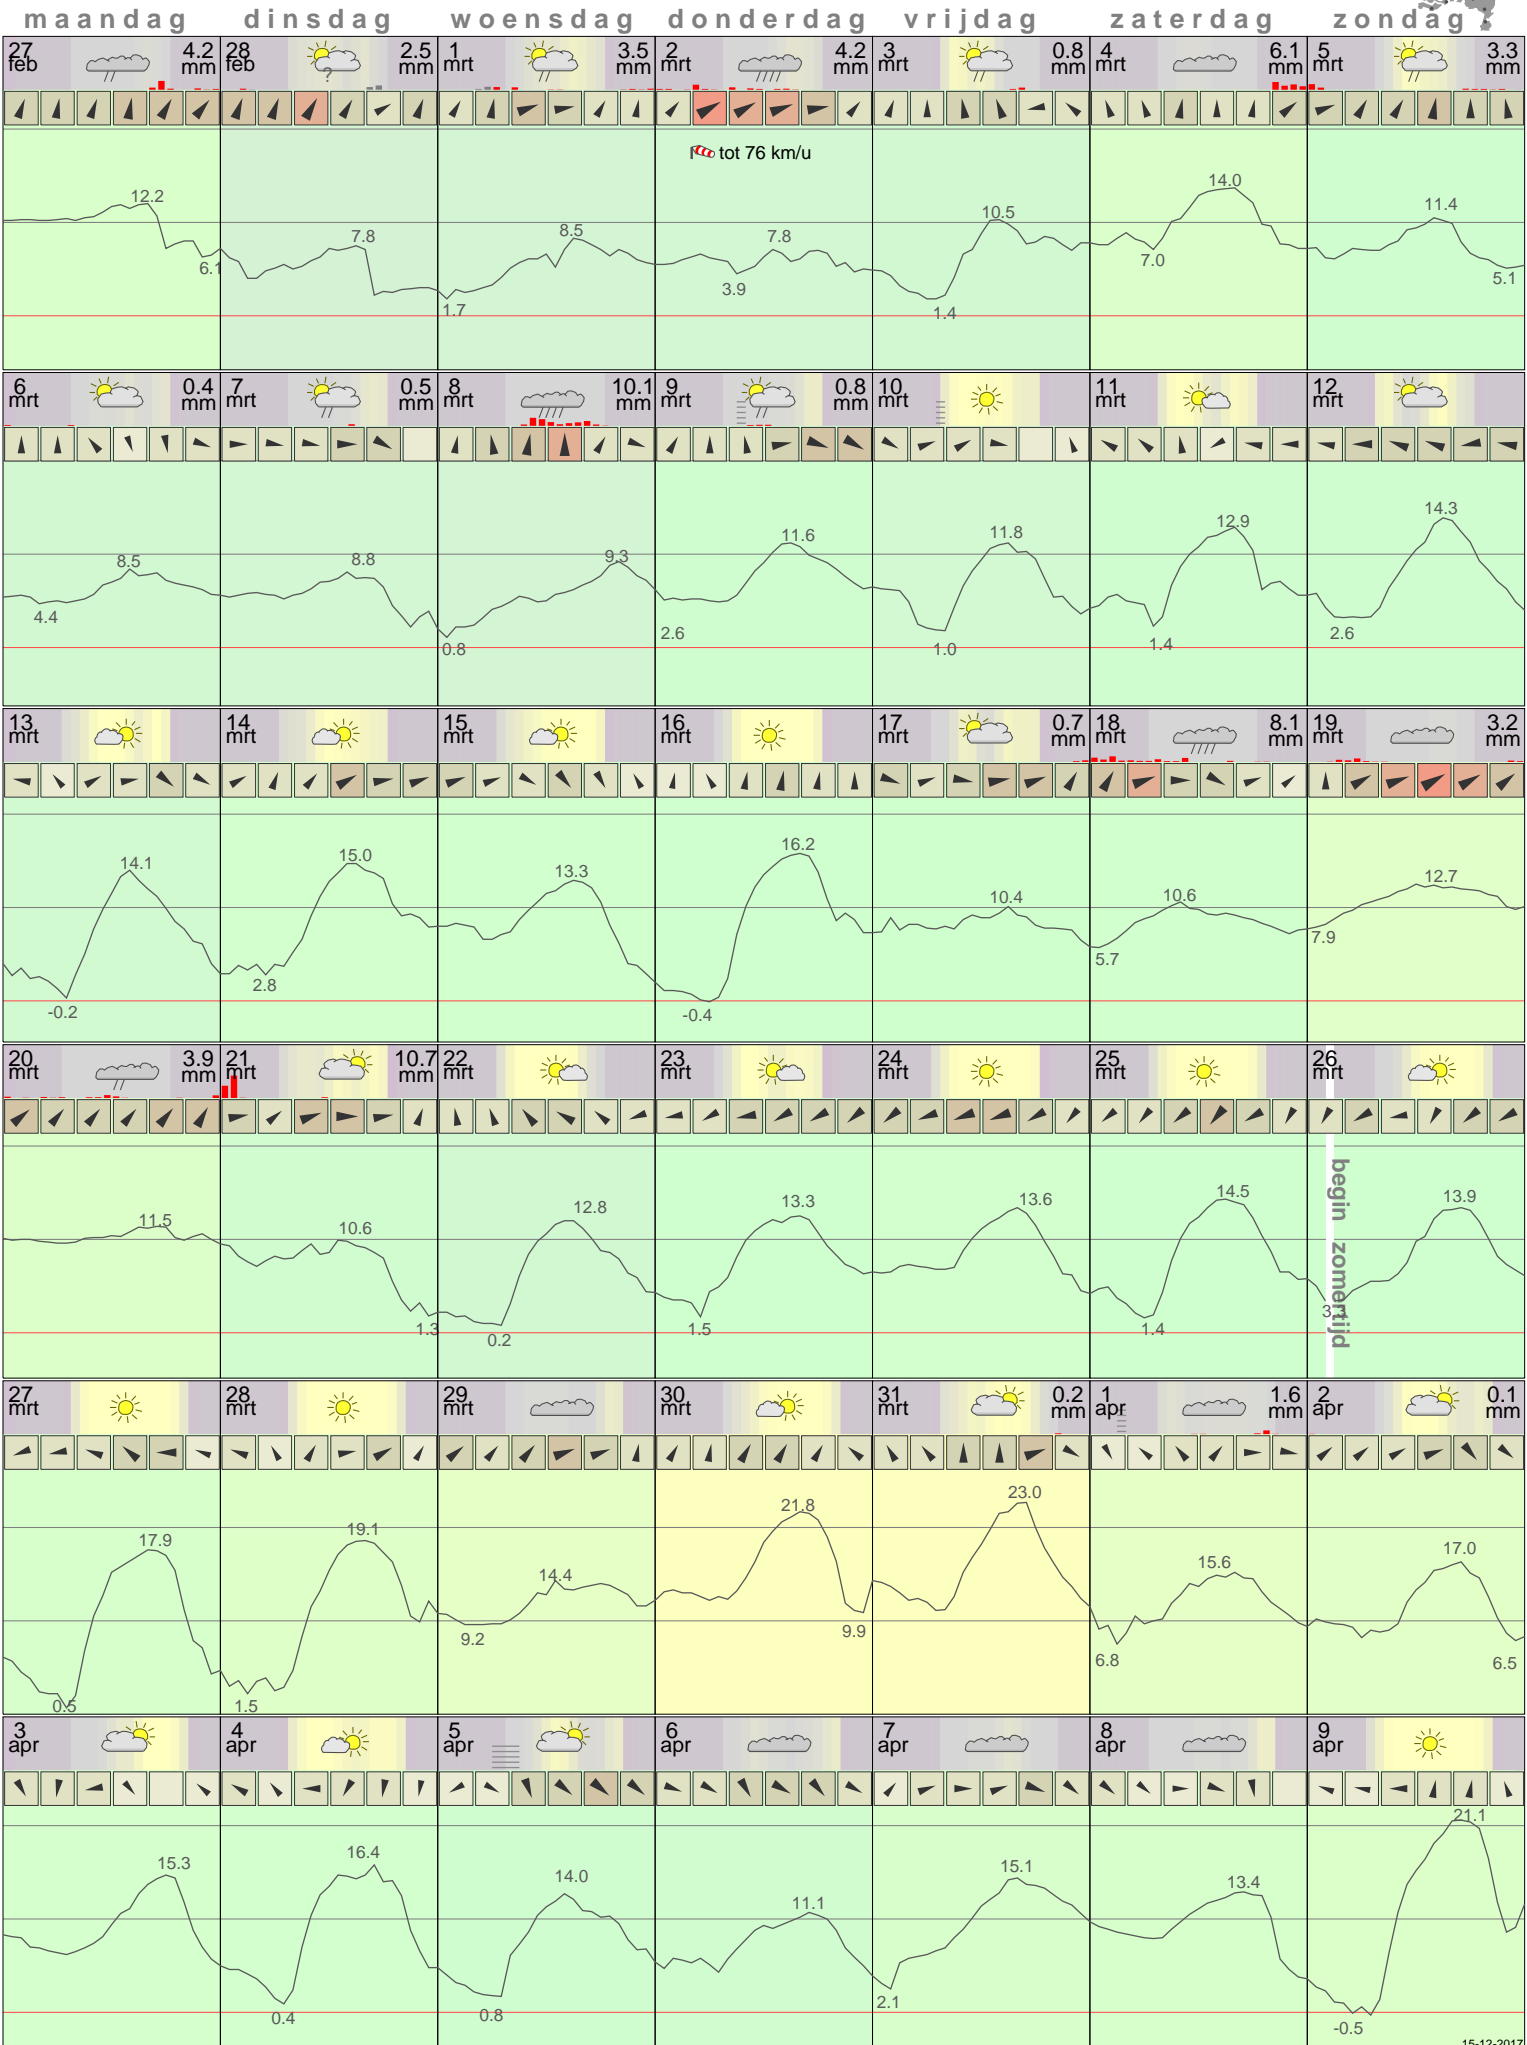 maandag dinsdag woensdag donderdag vrijdag zaterdag zondag
27 feb 4.2 mm 28 feb ? 2.5 mm 1 mrt 3.5 mm 2 mrt 4.2 mm 3 mrt 0.8 mm 4 mrt 6.1 mm 5 mrt 3.3 mm
tot 76 km/u
12.2 6.1 7.8 1.7 8.5 3.9 7.8 1.4 10.5 7.0 14.0 11.4 5.1
6 mrt 0.4 mm 7 mrt 0.5 mm 8 mrt 10.1 mm 9 mrt 0.8 mm 10 mrt 11 mrt 12 mrt
4.4 8.5 8.8 0.8 9.3 2.6 11.6 1.0 11.8 1.4 12.9 2.6 14.3
13 mrt 14 mrt 15 mrt 16 mrt 17 mrt 0.7 mm 18 mrt 8.1 mm 19 mrt 3.2 mm
-0.2 14.1 2.8 15.0 13.3 -0.4 16.2 10.4 5.7 10.6 7.9 12.7
20 mrt 3.9 mm 21 mrt 10.7 mm 22 mrt 23 mrt 24 mrt 25 mrt 26 mrt
11.5 10.6 1.3 0.2 12.8 1.5 13.3 13.6 1.4 14.5 3.3 13.9
begin zomertijd
27 mrt 28 mrt 29 mrt 30 mrt 31 mrt 0.2 mm 1 apr 1.6 mm 2 apr 0.1 mm
0.5 17.9 1.5 19.1 9.2 14.4 21.8 9.9 23.0 6.8 15.6 17.0 6.5
3 apr 4 apr 5 apr 6 apr 7 apr 8 apr 9 apr
15.3 0.4 16.4 0.8 14.0 11.1 2.1 15.1 13.4 -0.5 21.1
15-12-2017